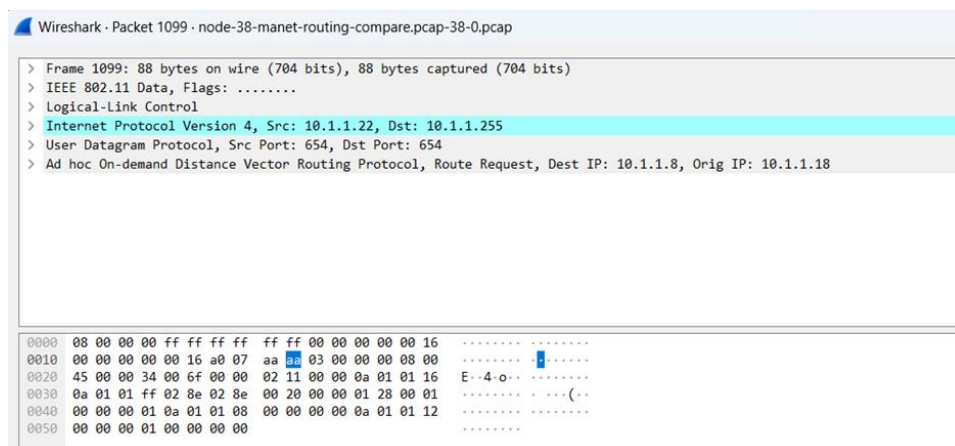 Wireshark · Packet 1099 · node-38-manet-routing-compare.pcap-38-0.pcap
> Frame 1099: 88 bytes on wire (704 bits), 88 bytes captured (704 bits)
> IEEE 802.11 Data, Flags: ........
> Logical-Link Control
> Internet Protocol Version 4, Src: 10.1.1.22, Dst: 10.1.1.255
> User Datagram Protocol, Src Port: 654, Dst Port: 654
> Ad hoc On-demand Distance Vector Routing Protocol, Route Request, Dest IP: 10.1.1.8, Orig IP: 10.1.1.18
0000 08 00 00 00 ff ff ff ff ff ff 00 00 00 00 00 16 ········ ········
0010 00 00 00 00 00 16 a0 07 aa aa 03 00 00 00 08 00 ········ ········
0020 45 00 00 34 00 6f 00 00 02 11 00 00 0a 01 01 16 E··4·o·· ········
0030 0a 01 01 ff 02 8e 02 8e 00 20 00 00 01 28 00 01 ········ · ···(··
0040 00 00 00 01 0a 01 01 08 00 00 00 00 0a 01 01 12 ········ ········
0050 00 00 00 01 00 00 00 00 ········